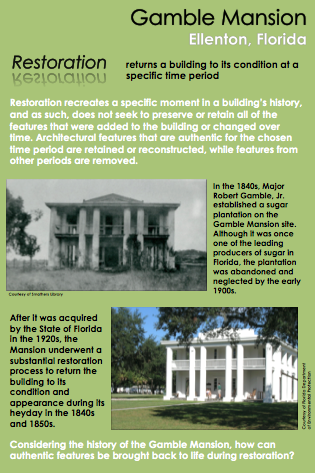 Gamble Mansion
Ellenton, Florida
Restoration
returns a building to its condition at a
specific time period
Restoration recreates a specific moment in a building's history,
and as such, does not seek to preserve or retain all of the
features that were added to the building or changed over
time. Architectural features that are authentic for the chosen
time period are retained or reconstructed, while features from
other periods are removed.
In the 1840s, Major
Robert Gamble, Jr.
established a sugar
plantation on the
Gamble Mansion site.
Although it was once
one of the leading
producers of sugar in
Florida, the plantation
was abandoned and
neglected by the early
1900s.
Courtesy of Smathers Library
After it was acquired
by the State of Florida
in the 1920s, the
Mansion underwent a
substantial restoration
process to return the
building to its
condition and
appearance during its
heyday in the 1840s
and 1850s.
Courtesy of Florida Department
of Environmental Protection
Considering the history of the Gamble Mansion, how can
authentic features be brought back to life during restoration?